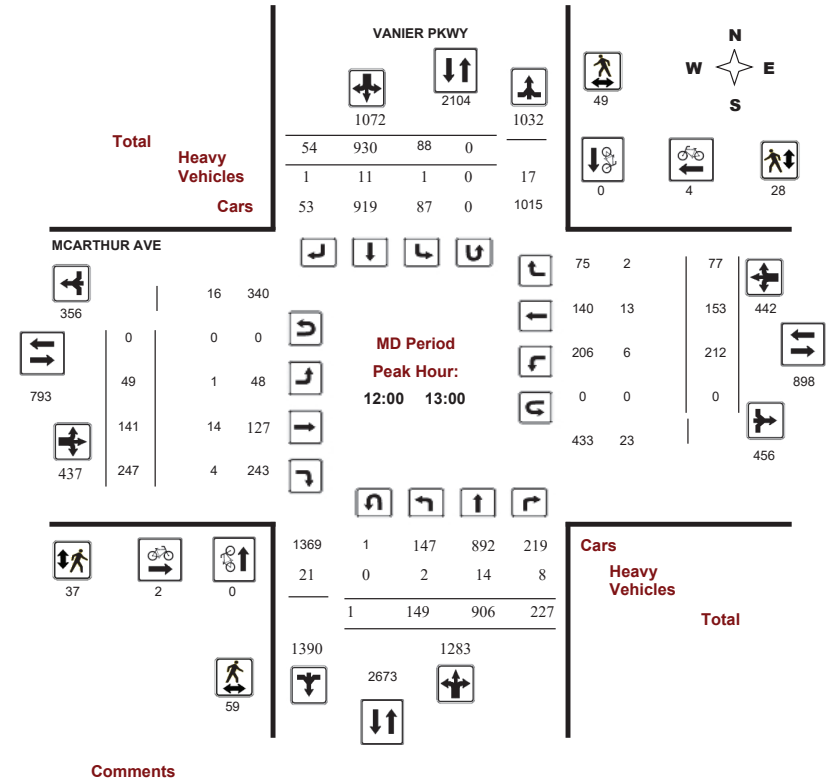 VANIER PKWY
N
W E
S
2104
49
1072 1032
Total 54 930 88 0
Heavy
Vehicles 1 11 1 0 17
Cars 53 919 87 0 1015
0 4 28
MCARTHUR AVE
356
16 340
75 2 77
442
140 13 153
793
0 0 0
MD Period
206 6 212
898
49 1 48
Peak Hour:
12:00 13:00
0 0 0
437
141 14 127
433 23
456
247 4 243
1369 1 147 892 219 Cars
21 0 2 14 8 Heavy
Vehicles
1 149 906 227 Total
37 2 0
1390 1283
2673
59
Comments